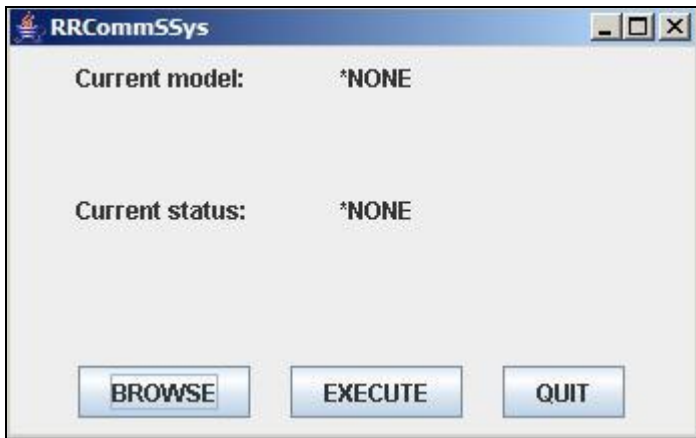 RRCommSSys
Current model: *NONE
Current status: *NONE
BROWSE EXECUTE QUIT